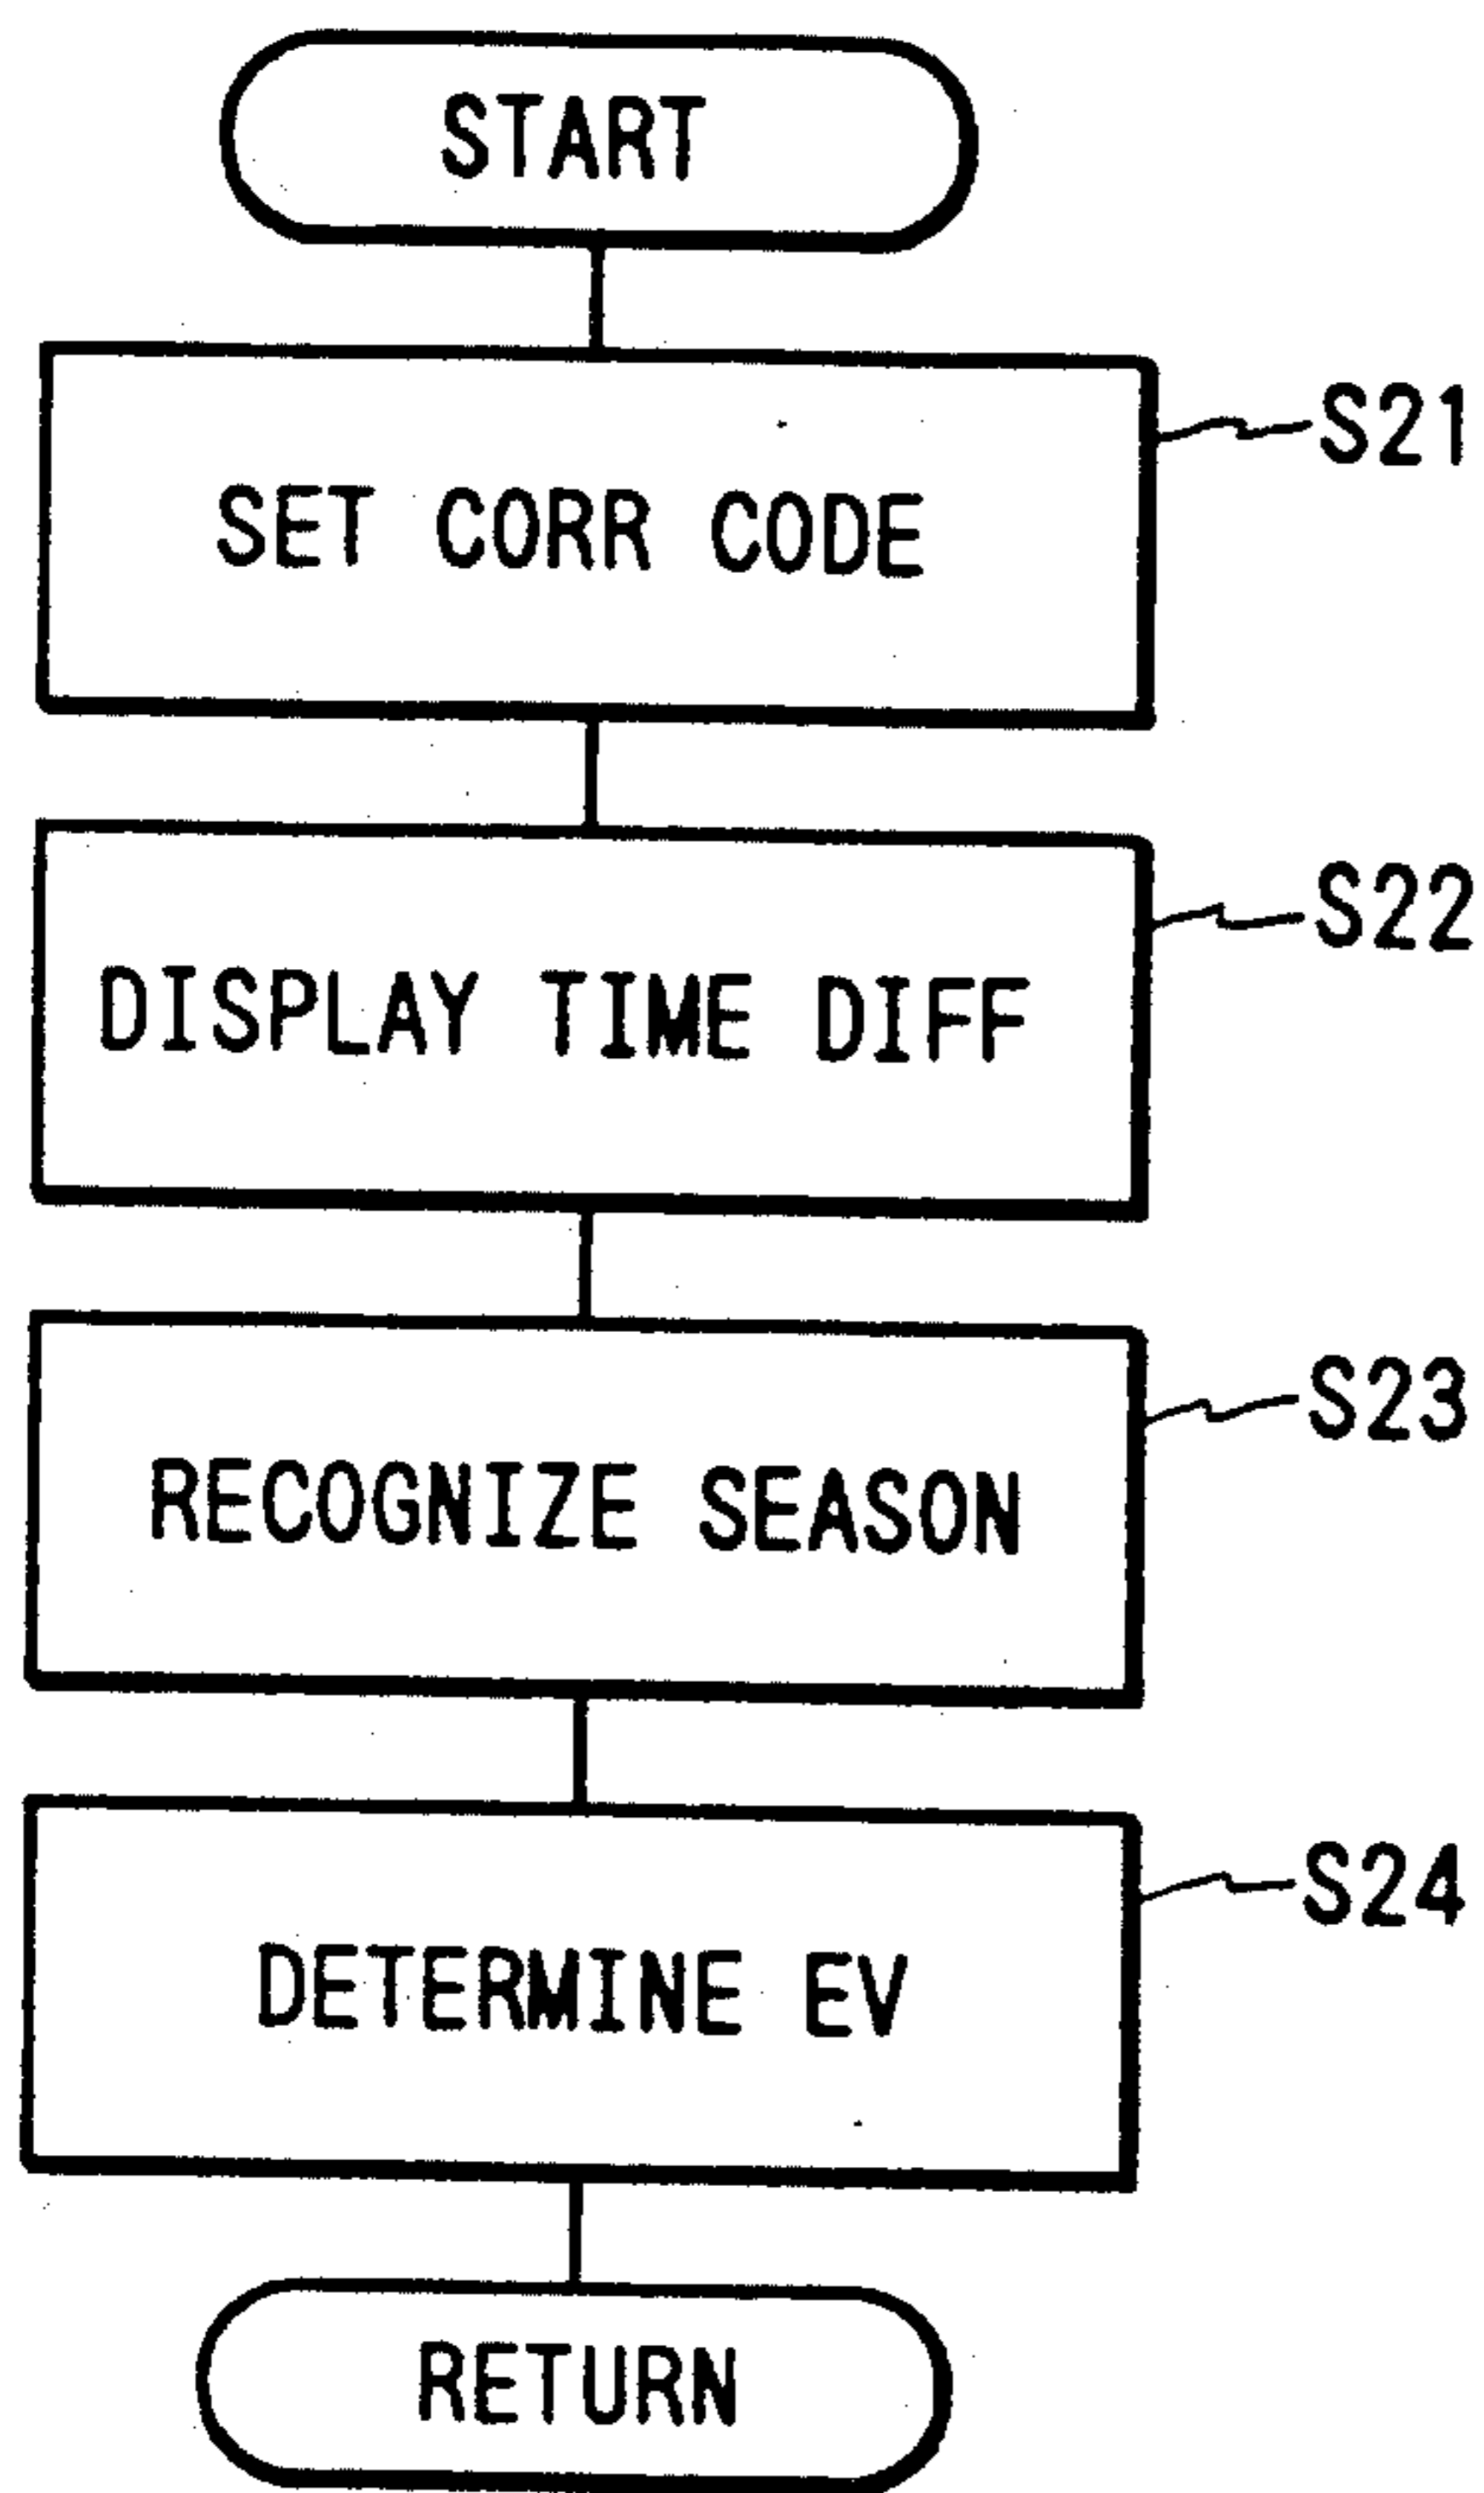 START
S21
SET CORR CODE
S22
DISPLAY TIME DIFF
S23
RECOGNIZE SEASON
S24
DETERMINE EV
RETURN